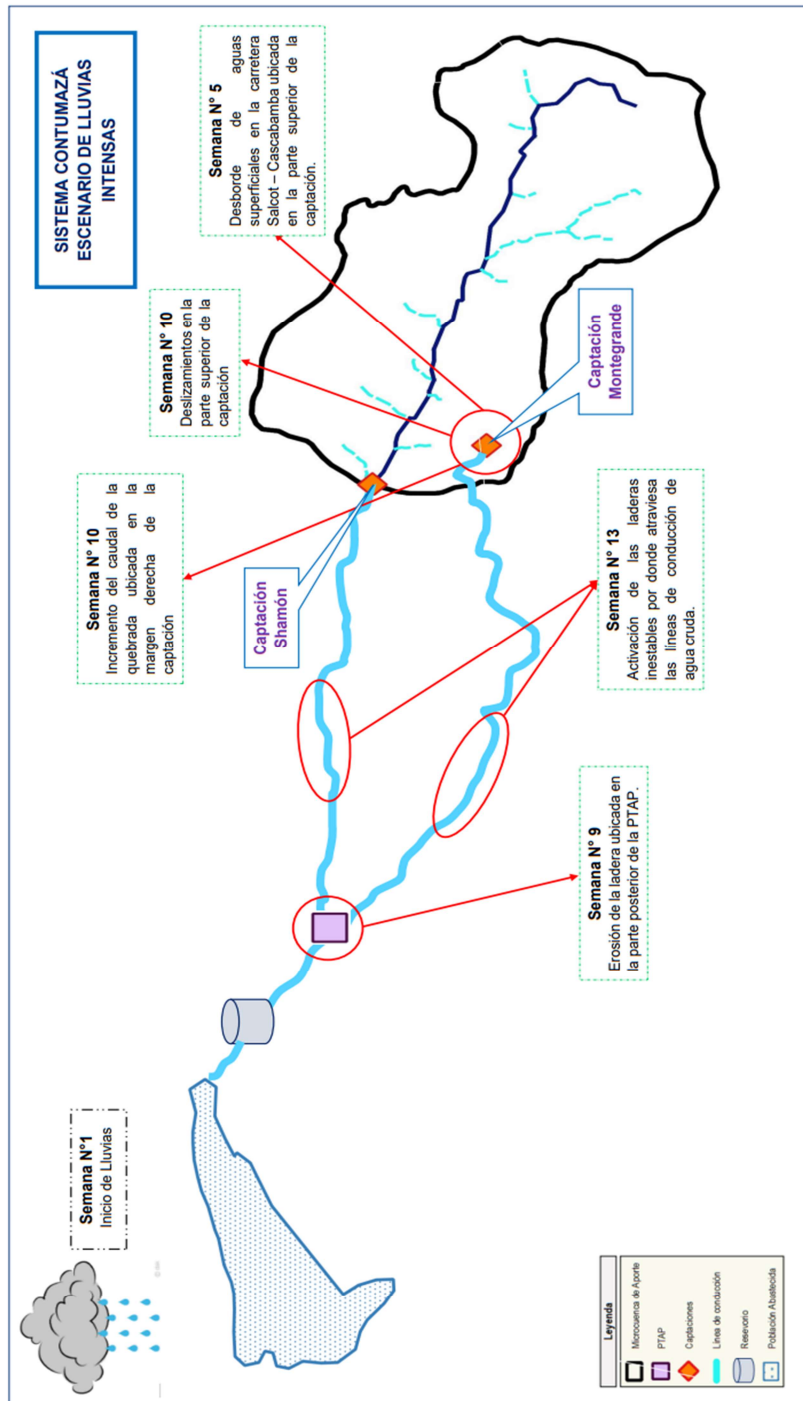 SISTEMA CONTUMAZÁ
ESCENARIO DE LLUVIAS
INTENSAS
Semana N°1
Inicio de Lluvias
Semana N° 10
Incremento del caudal de la
quebrada ubicada en la
margen derecha de la
captación
Semana N° 10
Deslizamientos en la
parte superior de la
captación
Semana N° 5
Desborde de aguas
superficiales en la carretera
Salcot – Cascabamba ubicada
en la parte superior de la
captación.
Captación
Shamón
Captación
Montegrande
Semana N° 9
Erosión de la ladera ubicada en
la parte posterior de la PTAP.
Semana N° 13
Activación de las laderas
inestables por donde atraviesa
las líneas de conducción de
agua cruda.
Leyenda
Microcuenca de Aporte
PTAP
Captaciones
Línea de conducción
Resevorio
Población Abastecida